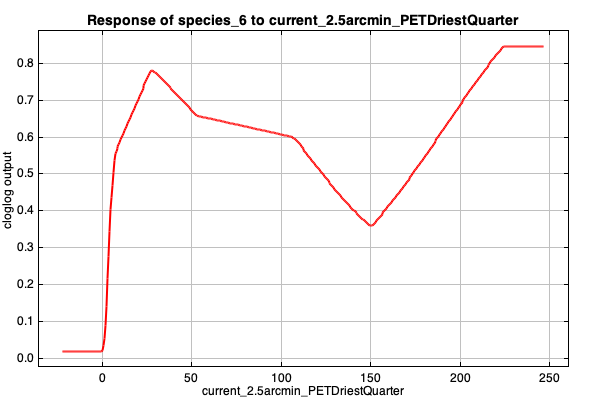 Response of species_6 to current_2.5arcmin_PETDriestQuarter
cloglog output
0.8
0.7
0.6
0.5
0.4
0.3
0.2
0.1
0.0
0 50 100 150 200 250
current_2.5arcmin_PETDriestQuarter